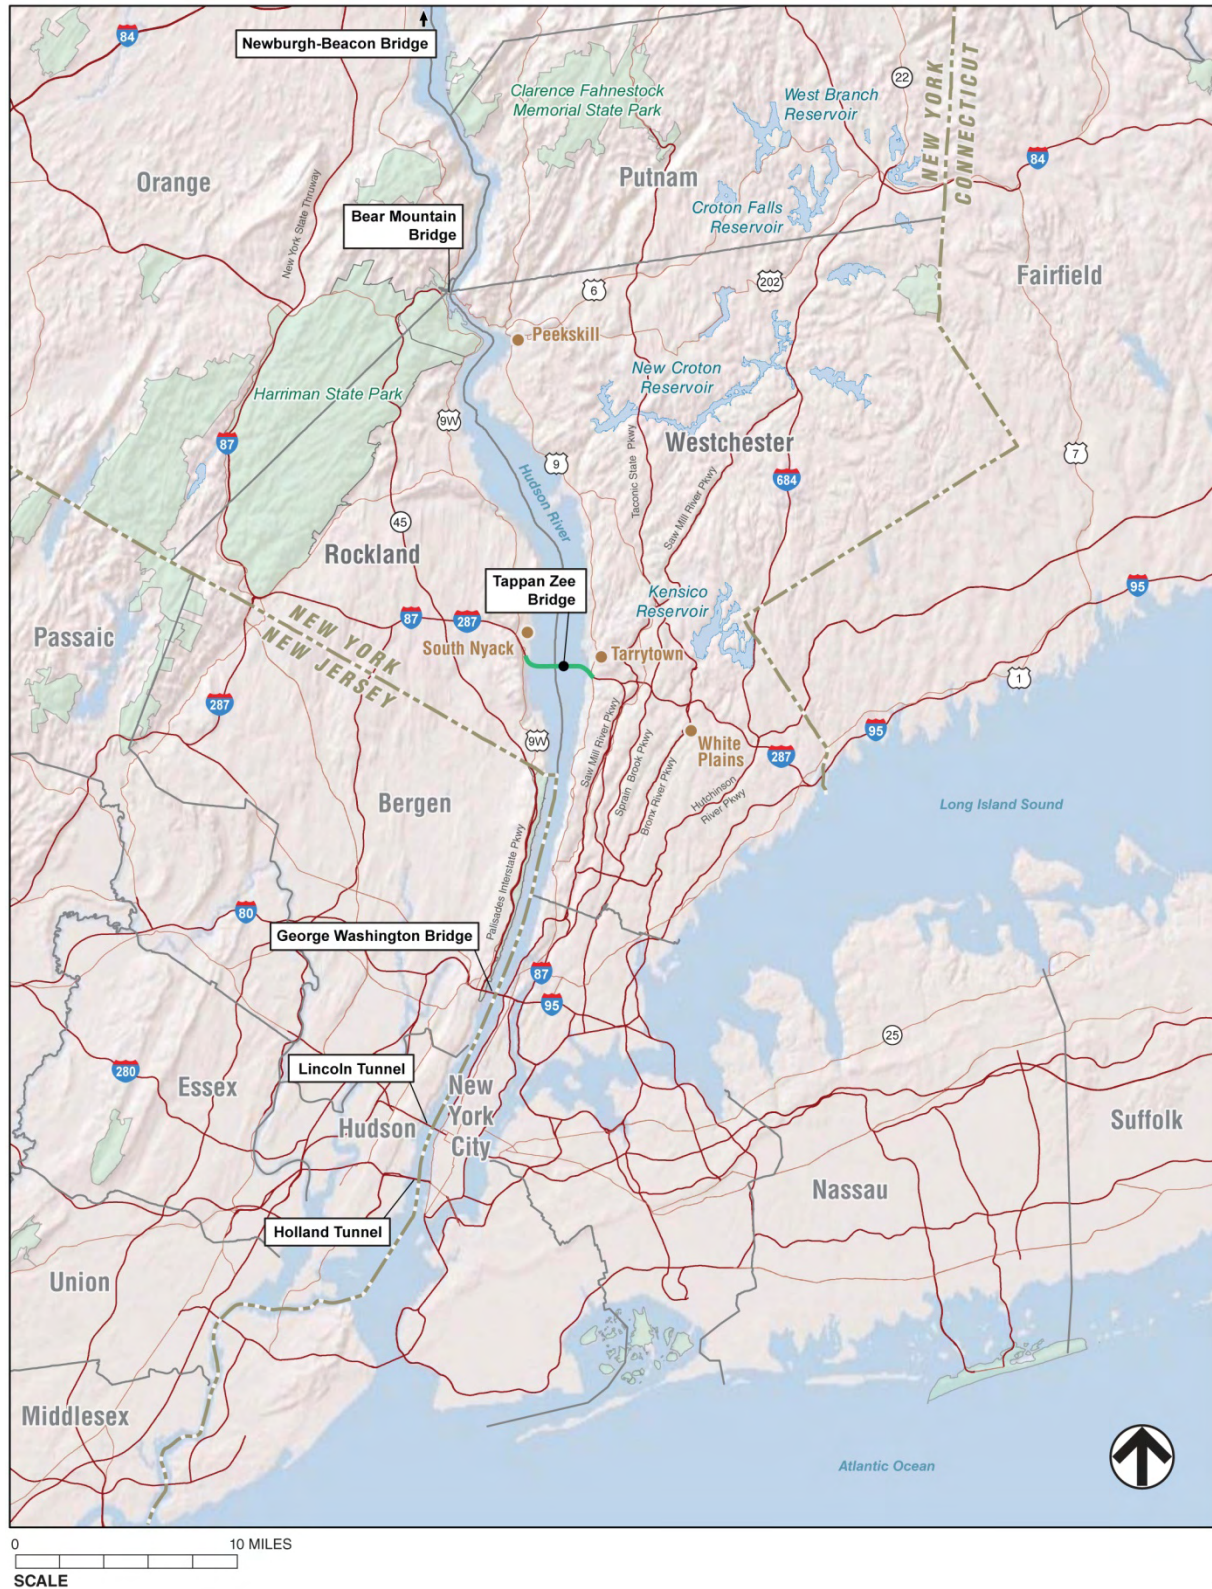 84
Newburgh-Beacon Bridge
NEW YORK
CONNECTICUT
22
Clarence Fahnestock
Memorial State Park
West Branch
Reservoir
84
Orange
Putnam
New York State Thruway
Bear Mountain
Bridge
Croton Falls
Reservoir
Fairfield
6
202
Peekskill
New Croton
Reservoir
Harriman State Park
9W
87
Westchester
Taconic State Pkwy
Saw Mill River Pkwy
7
9
Hudson River
684
45
Rockland
Tappan Zee
Bridge
Kensico
Reservoir
95
87
287
NEW YORK
NEW JERSEY
Passaic
South Nyack
Tarrytown
1
287
9W
95
White
Plains
287
Saw Mill River Pkwy
Sprain Brook Pkwy
Bronx River Pkwy
Hutchinson
River Pkwy
Bergen
Long Island Sound
Palisades Interstate Pkwy
80
George Washington Bridge
87
95
25
Lincoln Tunnel
280
Essex
Hudson
New
York
City
Suffolk
Nassau
Holland Tunnel
Union
Middlesex
Atlantic Ocean
0
10 MILES
SCALE